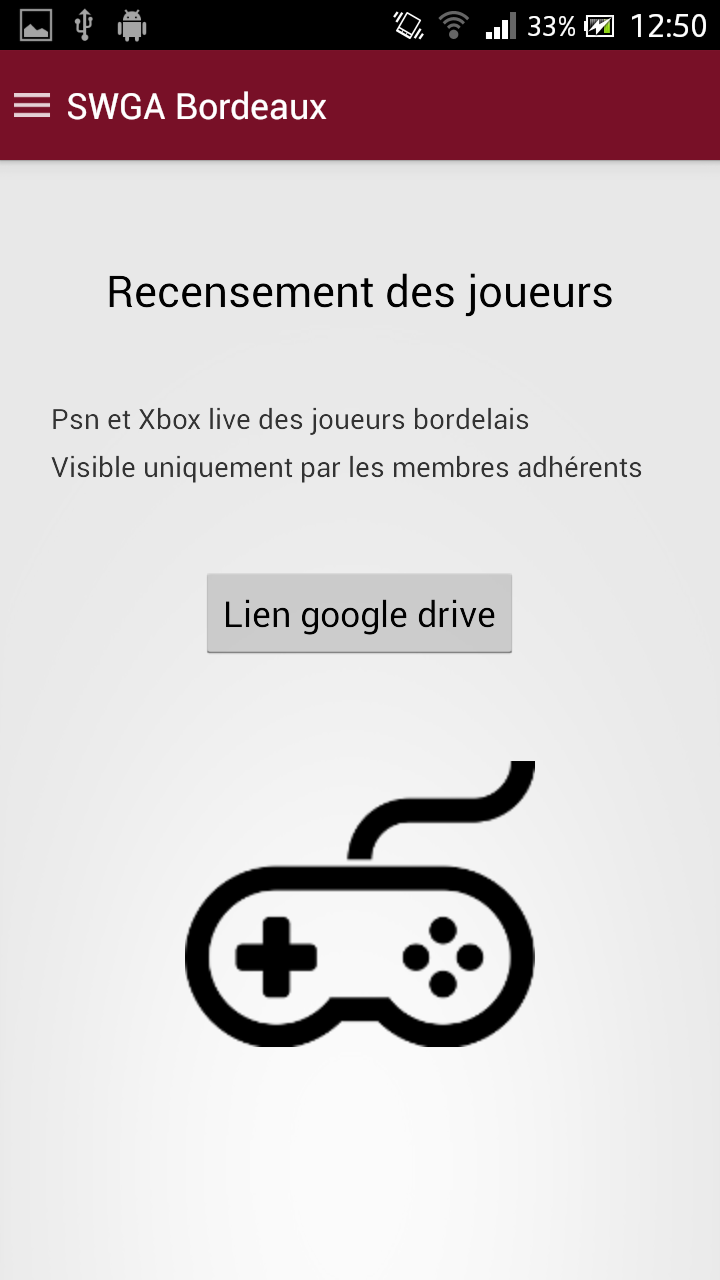 33% 12:50
SWGA Bordeaux
Recensement des joueurs
Psn et Xbox live des joueurs bordelais
Visible uniquement par les membres adhérents
Lien google drive